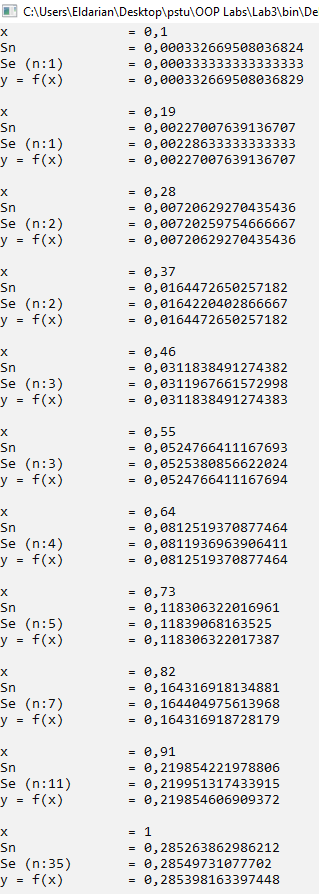 C:\Users\Eldarian\Desktop\pstu\OOP Labs\Lab3\bin\De
x = 0,1
Sn = 0,000332669508036824
Se (n:1) = 0,000333333333333333
y = f(x) = 0,000332669508036829
x = 0,19
Sn = 0,00227007639136707
Se (n:1) = 0,00228633333333333
y = f(x) = 0,00227007639136707
x = 0,28
Sn = 0,00720629270435436
Se (n:2) = 0,00720259754666667
y = f(x) = 0,00720629270435436
x = 0,37
Sn = 0,0164472650257182
Se (n:2) = 0,0164220402866667
y = f(x) = 0,0164472650257182
x = 0,46
Sn = 0,0311838491274382
Se (n:3) = 0,0311967661572998
y = f(x) = 0,0311838491274383
x = 0,55
Sn = 0,0524766411167693
Se (n:3) = 0,0525380856622024
y = f(x) = 0,0524766411167694
x = 0,64
Sn = 0,0812519370877464
Se (n:4) = 0,0811936963906411
y = f(x) = 0,0812519370877464
x = 0,73
Sn = 0,118306322016961
Se (n:5) = 0,11839068163525
y = f(x) = 0,118306322017387
x = 0,82
Sn = 0,164316918134881
Se (n:7) = 0,164404975613968
y = f(x) = 0,164316918728179
x = 0,91
Sn = 0,219854221978806
Se (n:11) = 0,219951317433915
y = f(x) = 0,219854606909372
x = 1
Sn = 0,285263862986212
Se (n:35) = 0,28549731077702
y = f(x) = 0,285398163397448